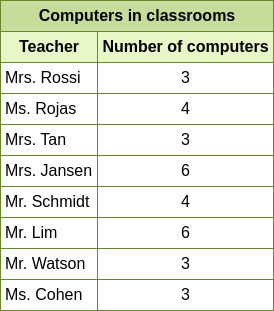 Computers in classrooms
Teacher Number of computers
Mrs. Rossi 3
Ms. Rojas 4
Mrs. Tan 3
Mrs. Jansen 6
Mr. Schmidt 4
Mr. Lim 6
Mr. Watson 3
Ms. Cohen 3